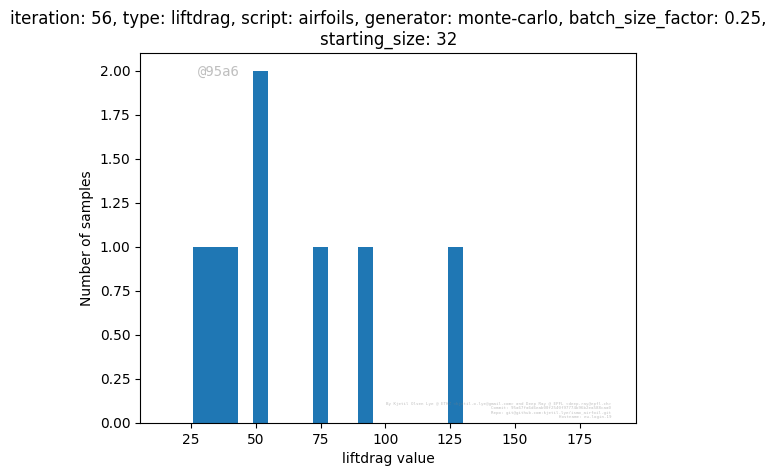 iteration: 56, type: liftdrag, script: airfoils, generator: monte-carlo, batch_size_factor: 0.25,
starting_size: 32
@95a6
2.00
1.75
1.50
1.25
1.00
0.75
0.50
0.25
0.00
Number of samples
25 50 75 100 125 150 175
liftdrag value